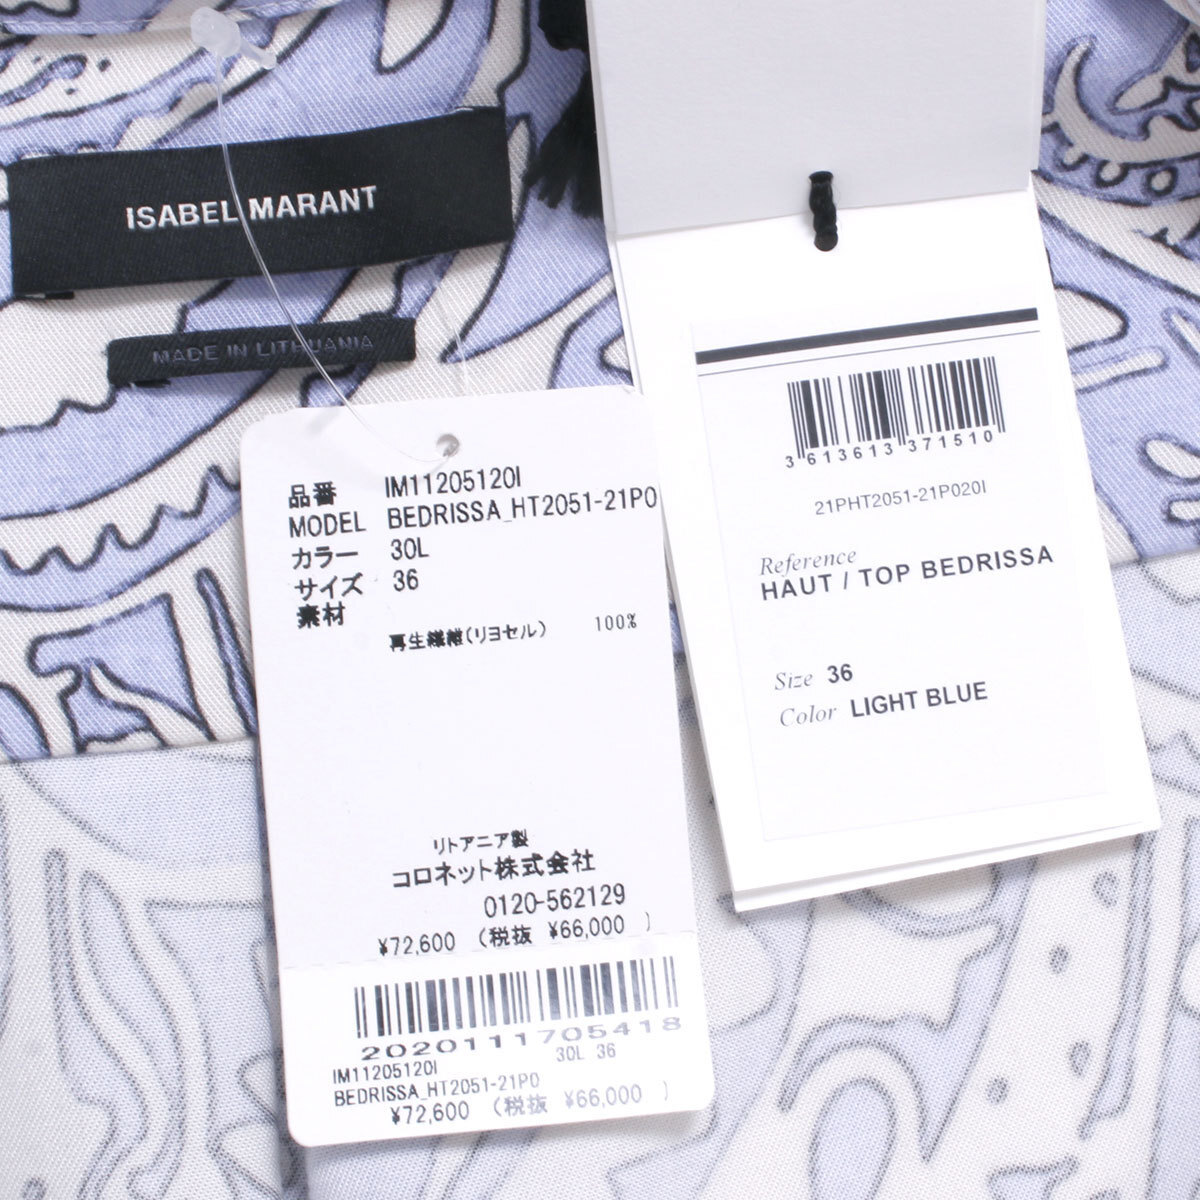 ISABEL MARANT
MADE IN LITHUANIA
品番 IM11205120I
MODEL BEDRISSA_HT2051-21P0
カラー 30L
サイズ 36
素材
再生繊維(リヨセル) 100%
リトアニア製
コロネット株式会社
0120-562129
¥72,600 (税抜 ¥66,000 )
2020111705418
30L 36
IM11205120I
BEDRISSA_HT2051-21P0
¥72,600 (税抜 ¥66,000 )
3 613613 371510
21PHT2051-21P020I
Reference
HAUT / TOP BEDRISSA
Size 36
Color LIGHT BLUE